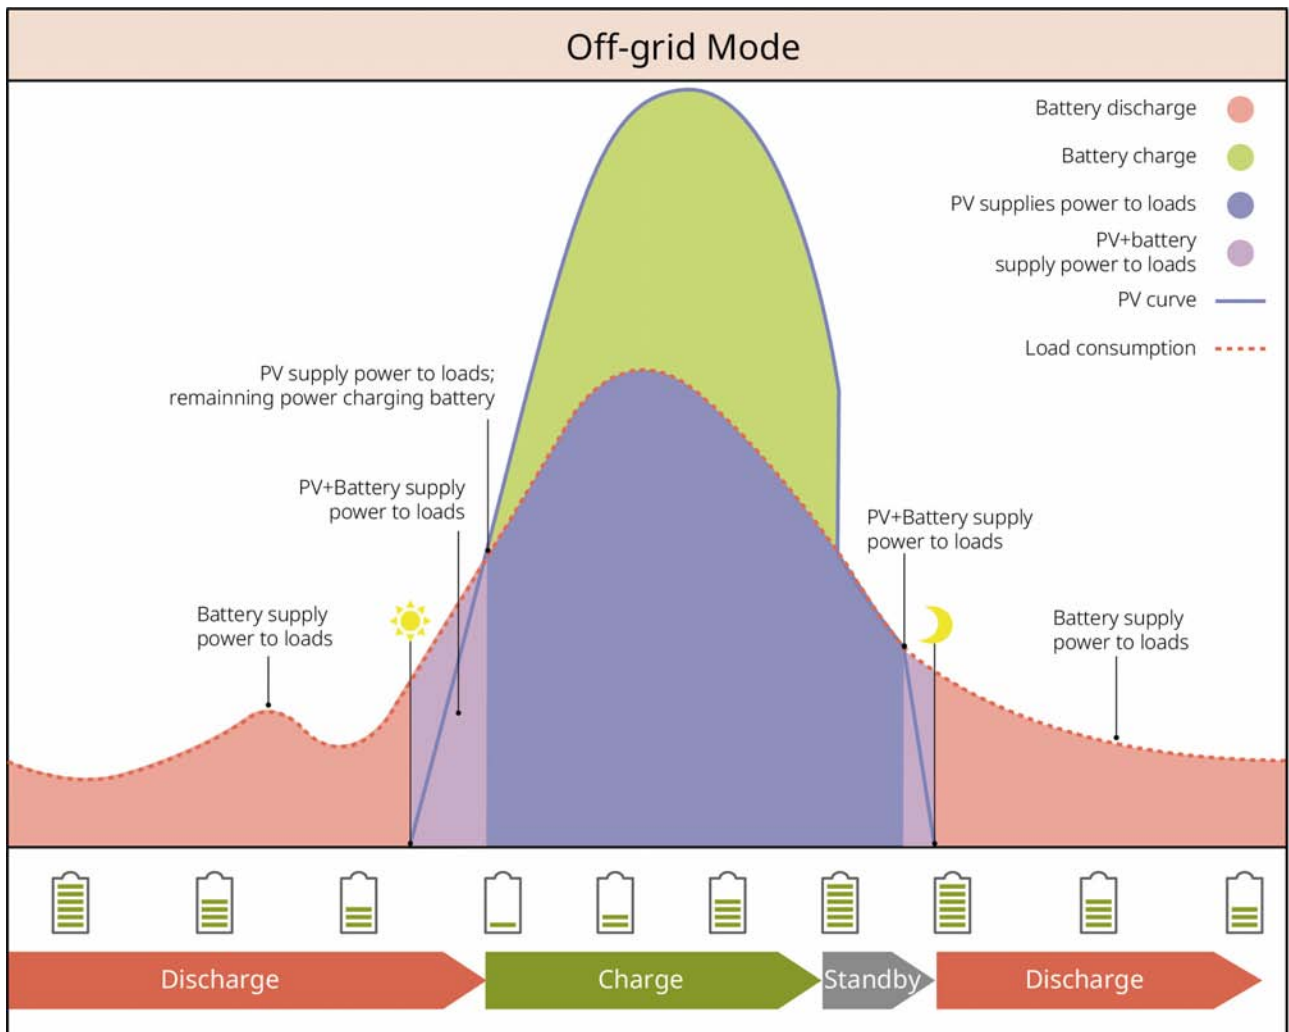 Off-grid Mode
Battery discharge
Battery charge
PV supplies power to loads
PV+battery
supply power to loads
PV curve
Load consumption
PV supply power to loads;
remainning power charging battery
PV+Battery supply
power to loads
PV+Battery supply
power to loads
Battery supply
power to loads
Battery supply
power to loads
Discharge
Charge
Standby
Discharge